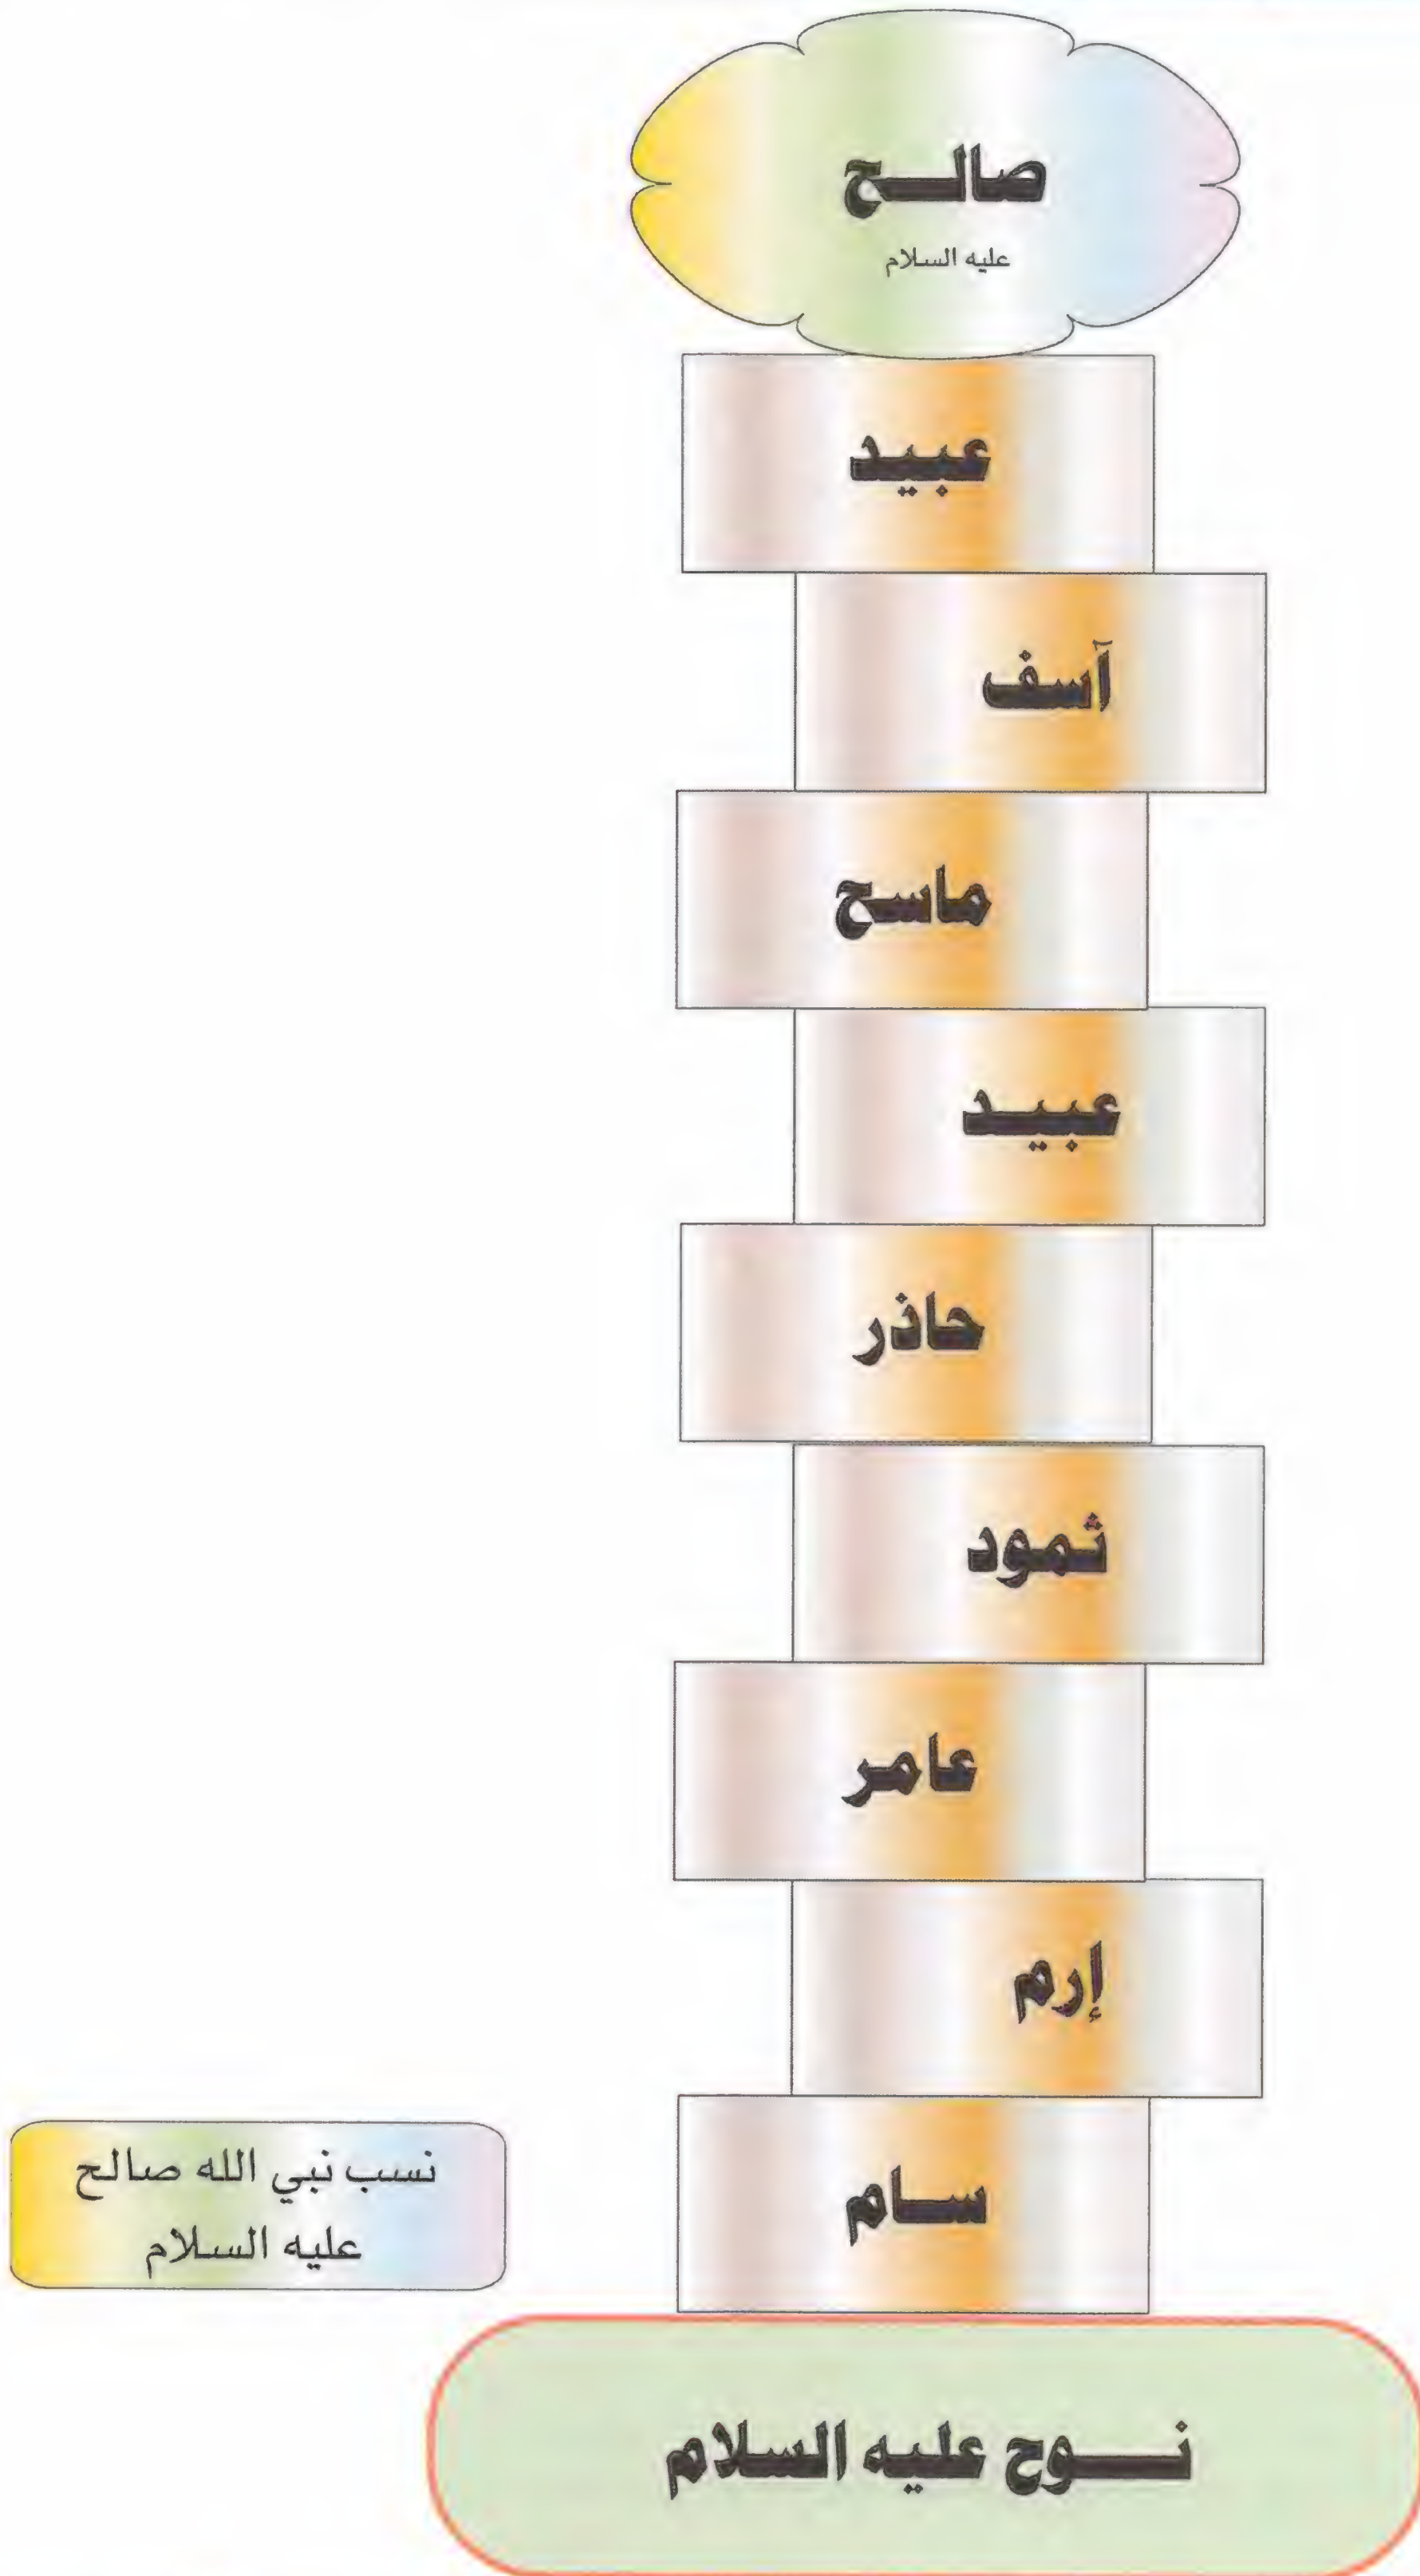 صالح
عليه السلام
عبيد
آسف
ماسح
عبيد
حاذر
ثمود
عامر
إرم
سام
نسب نبي الله صالح
عليه السلام
نوح عليه السلام